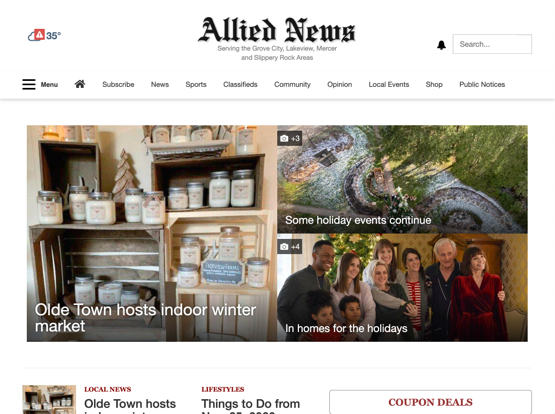 35°
Allied News
Serving the Grove City, Lakeview, Mercer
and Slippery Rock Areas
Search...
Menu
Subscribe
News
Sports
Classifieds
Community
Opinion
Local Events
Shop
Public Notices
+3
Some holiday events continue
+4
Olde Town hosts indoor winter
market
In homes for the holidays
LOCAL NEWS
Olde Town hosts
LIFESTYLES
Things to Do from
COUPON DEALS